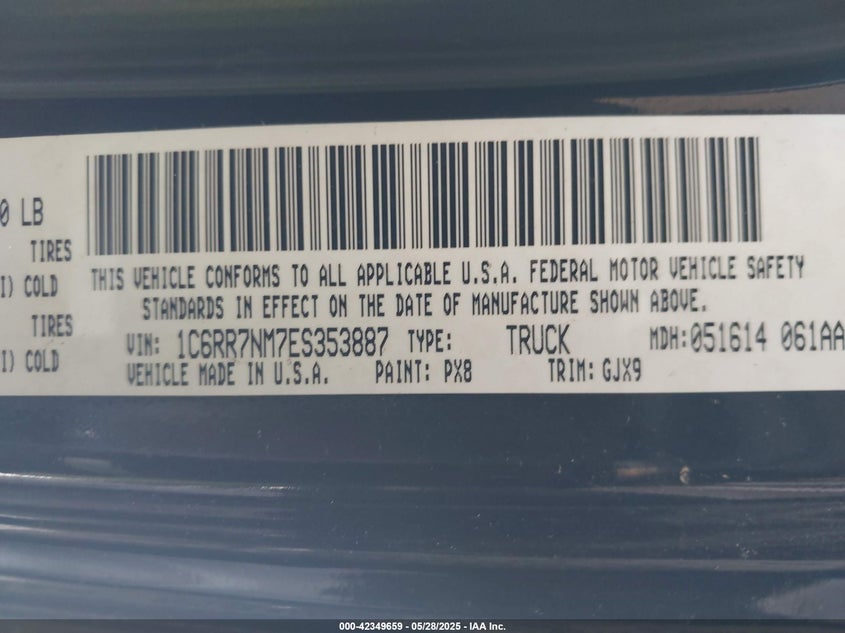 0 LB
TIRES
I) COLD
TIRES
I) COLD
THIS VEHICLE CONFORMS TO ALL APPLICABLE U.S.A. FEDERAL MOTOR VEHICLE SAFETY
STANDARDS IN EFFECT ON THE DATE OF MANUFACTURE SHOWN ABOVE.
VIN: 1C6RR7NM7ES353887 TYPE: TRUCK MDH:051614 061AA
VEHICLE MADE IN U.S.A. PAINT: PX8 TRIM: GJX9
000-42349659 - 05/28/2025 - IAA Inc.